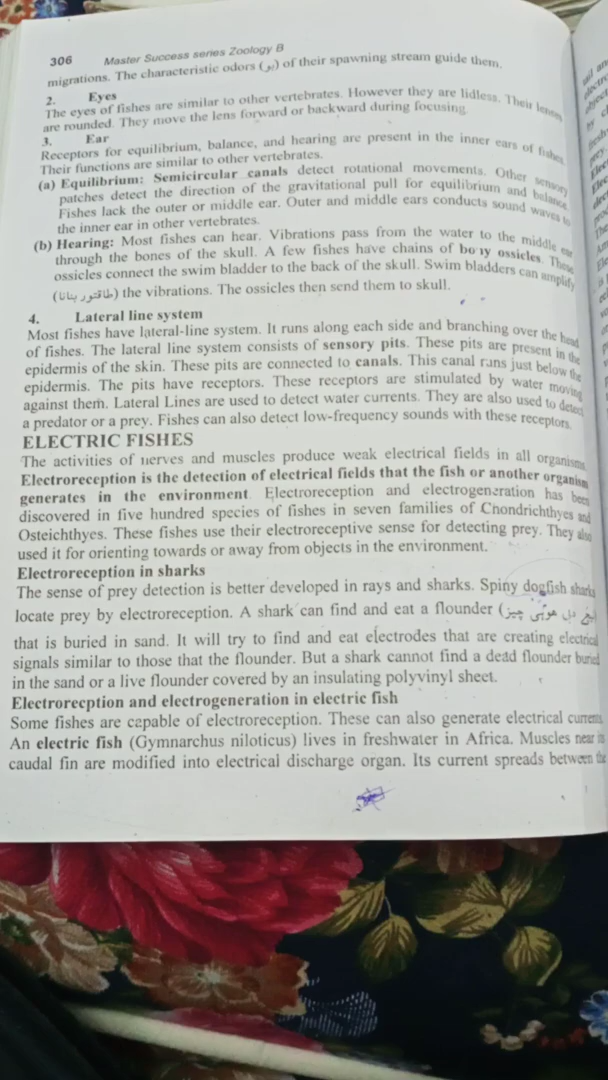 306 Master Success series Zoology B
migrations. The characteristic odors (بو) of their spawning stream guide them.
2. Eyes
The eyes of fishes are similar to other vertebrates. However they are lidless. Their lenses
are rounded. They move the lens forward or backward during focusing.
3. Ear
Receptors for equilibrium, balance, and hearing are present in the inner ears of fishes.
Their functions are similar to other vertebrates.
(a) Equilibrium: Semicircular canals detect rotational movements. Other sensory
patches detect the direction of the gravitational pull for equilibrium and balance.
Fishes lack the outer or middle ear. Outer and middle ears conducts sound waves to
the inner ear in other vertebrates.
(b) Hearing: Most fishes can hear. Vibrations pass from the water to the middle ear
through the bones of the skull. A few fishes have chains of bony ossicles. These
ossicles connect the swim bladder to the back of the skull. Swim bladders can amplify
(طاقتور بنانا) the vibrations. The ossicles then send them to skull.
4. Lateral line system
Most fishes have lateral-line system. It runs along each side and branching over the head
of fishes. The lateral line system consists of sensory pits. These pits are present in the
epidermis of the skin. These pits are connected to canals. This canal runs just below the
epidermis. The pits have receptors. These receptors are stimulated by water moving
against them. Lateral Lines are used to detect water currents. They are also used to detect
a predator or a prey. Fishes can also detect low-frequency sounds with these receptors.
ELECTRIC FISHES
The activities of nerves and muscles produce weak electrical fields in all organisms.
Electroreception is the detection of electrical fields that the fish or another organism
generates in the environment. Electroreception and electrogeneration has been
discovered in five hundred species of fishes in seven families of Chondrichthyes and
Osteichthyes. These fishes use their electroreceptive sense for detecting prey. They also
used it for orienting towards or away from objects in the environment.
Electroreception in sharks
The sense of prey detection is better developed in rays and sharks. Spiny dogfish sharks
locate prey by electroreception. A shark can find and eat a flounder (
that is buried in sand. It will try to find and eat electrodes that are creating electrical
signals similar to those that the flounder. But a shark cannot find a dead flounder buried
in the sand or a live flounder covered by an insulating polyvinyl sheet.
Electrorecption and electrogeneration in electric fish
Some fishes are capable of electroreception. These can also generate electrical currents.
An electric fish (Gymnarchus niloticus) lives in freshwater in Africa. Muscles near its
caudal fin are modified into electrical discharge organ. Its current spreads between the